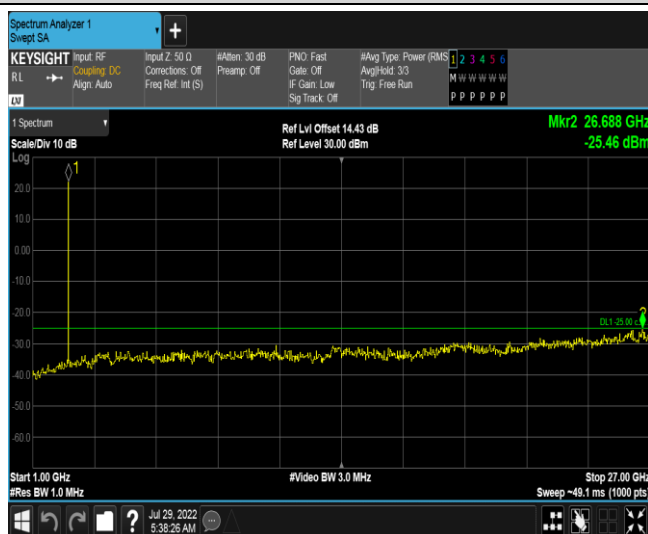 Spectrum Analyzer 1
Swept SA
+
KEYSIGHT
RL
LXI
Input: RF
Coupling: DC
Align: Auto
Input Z: 50 Ω
Corrections: Off
Freq Ref: Int (S)
#Atten: 30 dB
Preamp: Off
PNO: Fast
Gate: Off
IF Gain: Low
Sig Track: Off
#Avg Type: Power (RMS
Avg|Hold: 3/3
Trig: Free Run
1 2 3 4 5 6
M W W W W W
P P P P P P
1 Spectrum
Scale/Div 10 dB
Ref Lvl Offset 14.43 dB
Ref Level 30.00 dBm
Mkr2 26.688 GHz
-25.46 dBm
Log
1
20.0
10.0
0.00
-10.0
-20.0
2
DL1 -25.00
-30.0
-40.0
-50.0
-60.0
Start 1.00 GHz
#Video BW 3.0 MHz
Stop 27.00 GHz
#Res BW 1.0 MHz
Sweep ~49.1 ms (1000 pts)
?
Jul 29, 2022
5:38:26 AM